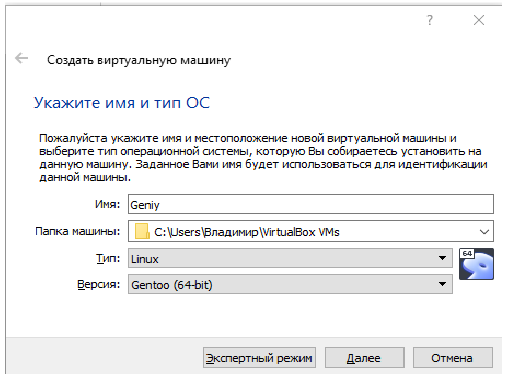 ?
Создать виртуальную машину
Укажите имя и тип ОС
Пожалуйста укажите имя и местоположение новой виртуальной машины и
выберите тип операционной системы, которую Вы собираетесь установить на
данную машину. Заданное Вами имя будет использоваться для идентификации
данной машины.
Имя: Geniy
Папка машины: C:\Users\Владимир\VirtualBox VMs
Тип: Linux 64
Версия: Gentoo (64-bit)
Экспертный режим Далее Отмена